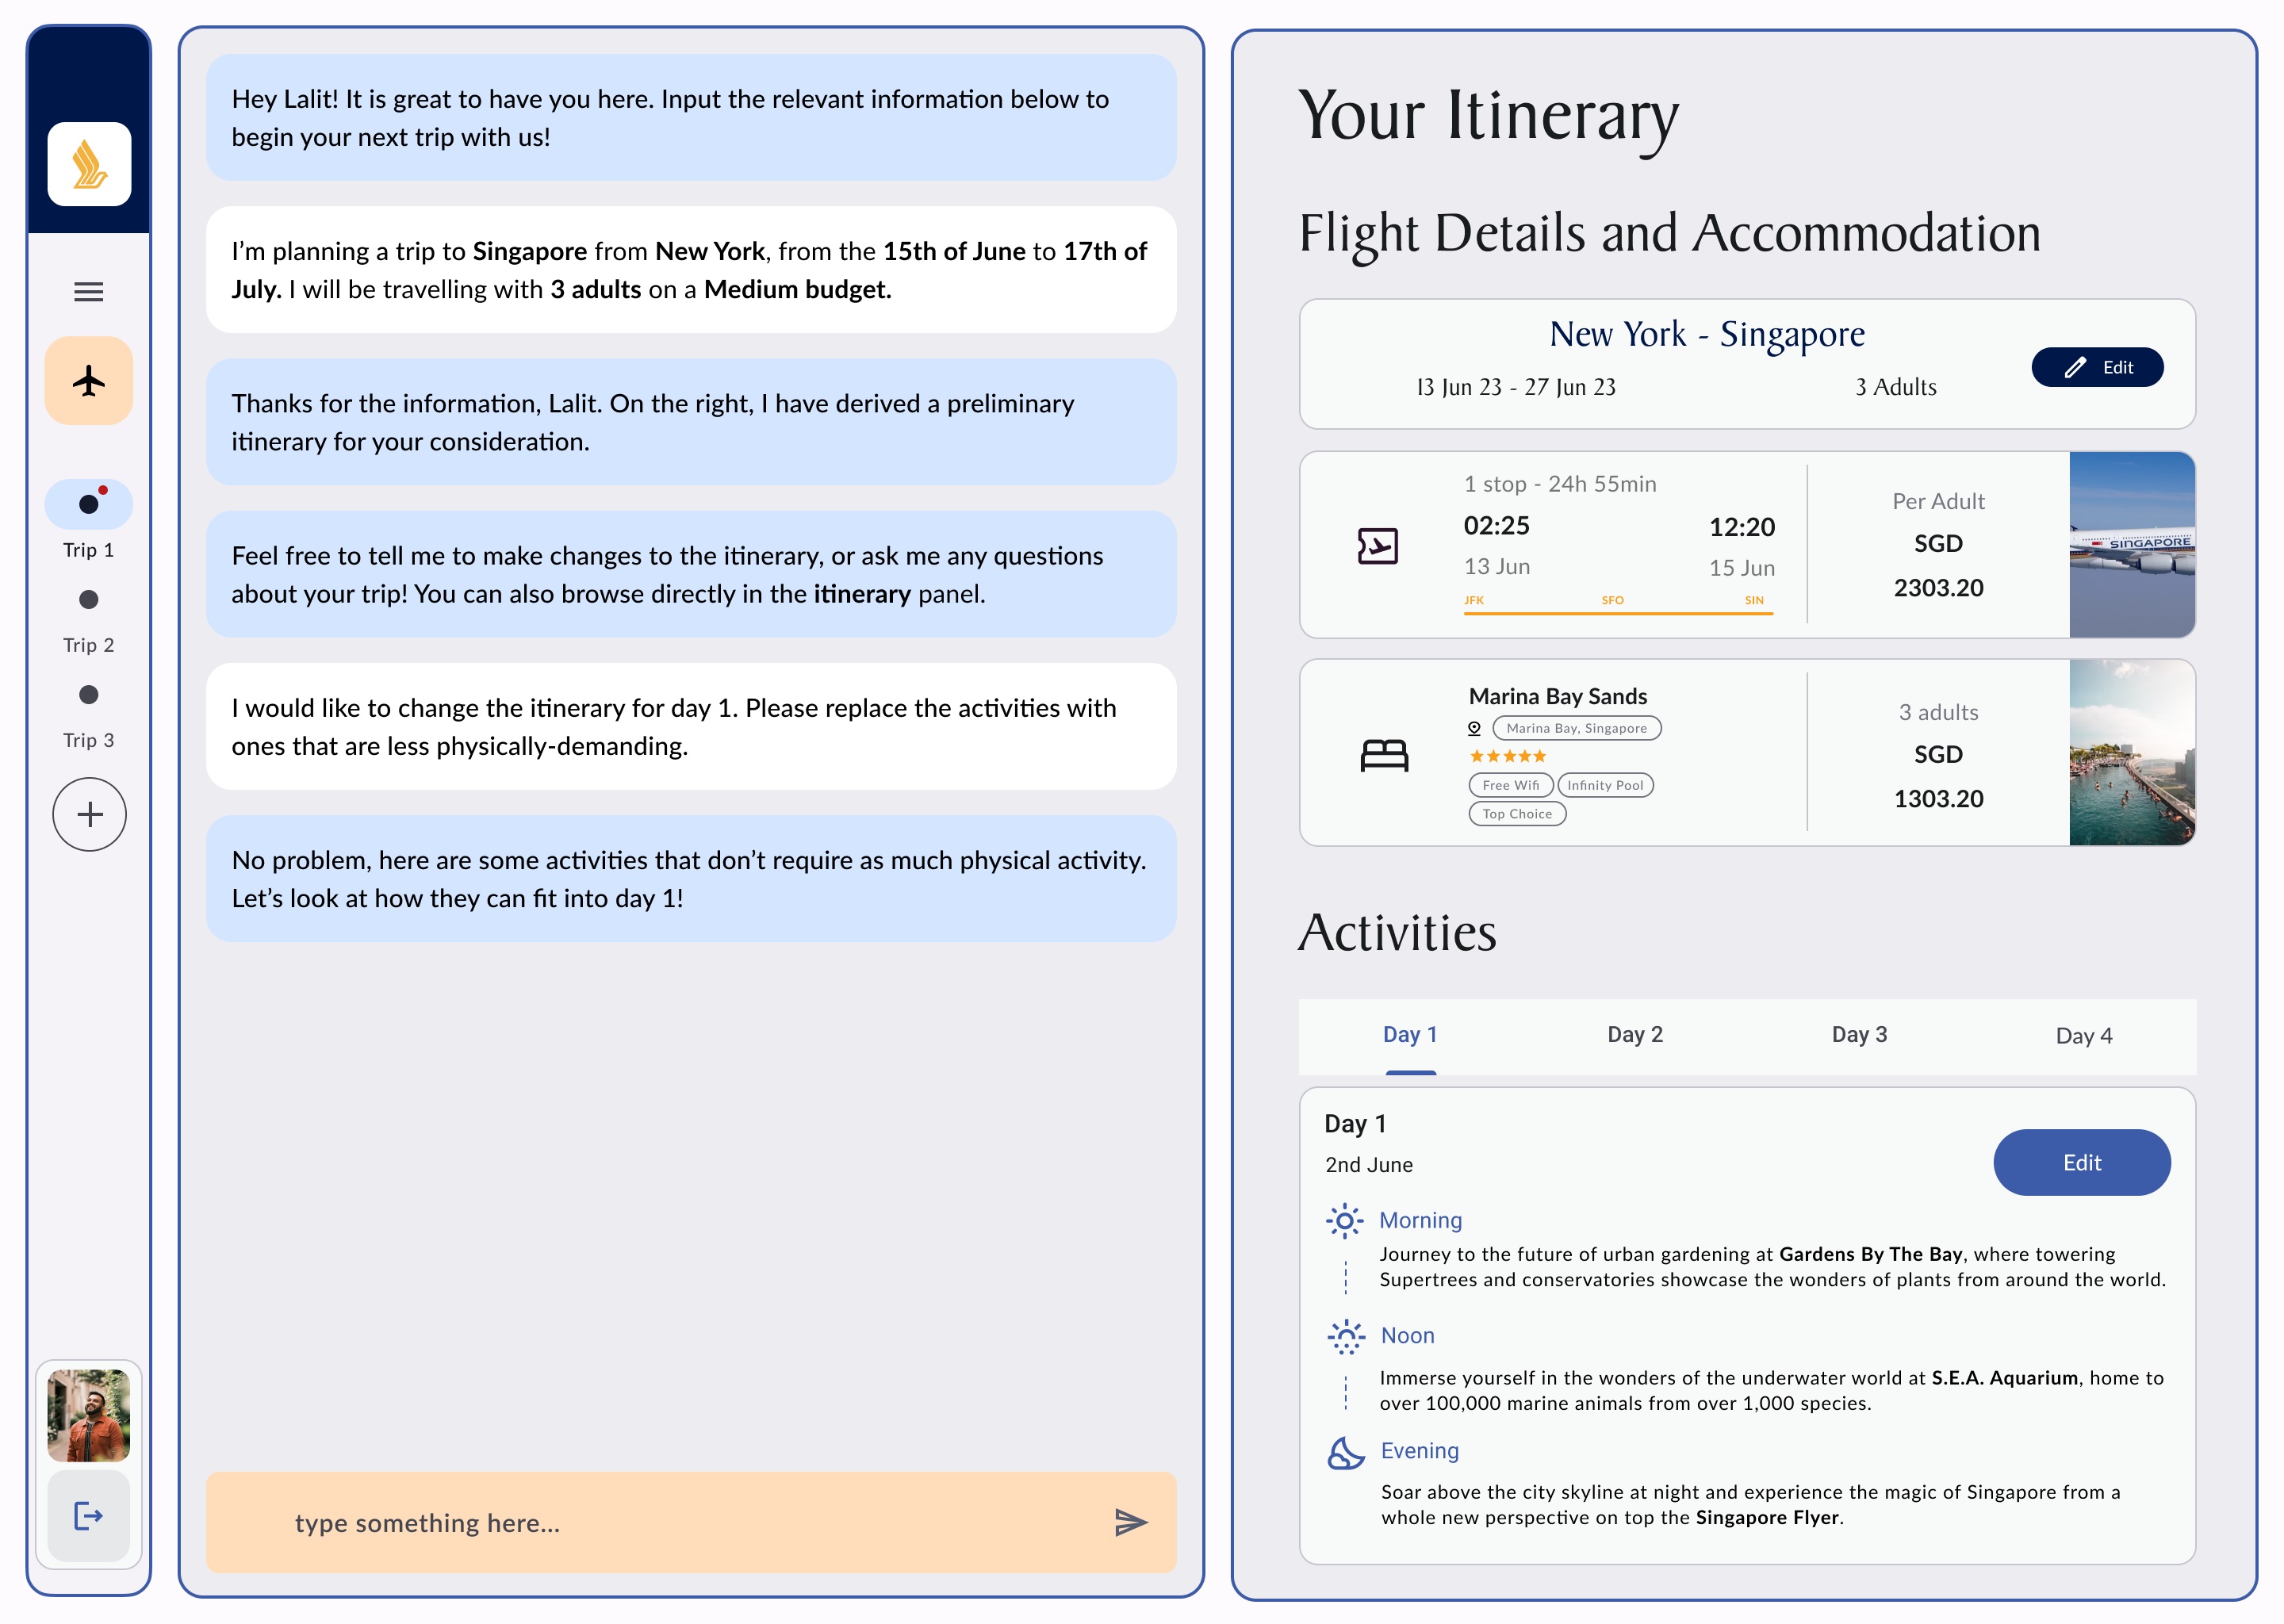 Trip 1
Trip 2
Trip 3
Hey Lalit! It is great to have you here. Input the relevant information below to
begin your next trip with us!
I’m planning a trip to Singapore from New York, from the 15th of June to 17th of
July. I will be travelling with 3 adults on a Medium budget.
Thanks for the information, Lalit. On the right, I have derived a preliminary
itinerary for your consideration.
Feel free to tell me to make changes to the itinerary, or ask me any questions
about your trip! You can also browse directly in the itinerary panel.
I would like to change the itinerary for day 1. Please replace the activities with
ones that are less physically-demanding.
No problem, here are some activities that don’t require as much physical activity.
Let’s look at how they can fit into day 1!
type something here...
Your Itinerary
Flight Details and Accommodation
New York - Singapore
13 Jun 23 - 27 Jun 23
3 Adults
Edit
1 stop - 24h 55min
02:25
12:20
13 Jun
15 Jun
JFK
SFO
SIN
Per Adult
SGD
2303.20
SINGAPORE
Marina Bay Sands
Marina Bay, Singapore
Free Wifi
Infinity Pool
Top Choice
3 adults
SGD
1303.20
Activities
Day 1
Day 2
Day 3
Day 4
Day 1
2nd June
Edit
Morning
Journey to the future of urban gardening at Gardens By The Bay, where towering
Supertrees and conservatories showcase the wonders of plants from around the world.
Noon
Immerse yourself in the wonders of the underwater world at S.E.A. Aquarium, home to
over 100,000 marine animals from over 1,000 species.
Evening
Soar above the city skyline at night and experience the magic of Singapore from a
whole new perspective on top the Singapore Flyer.